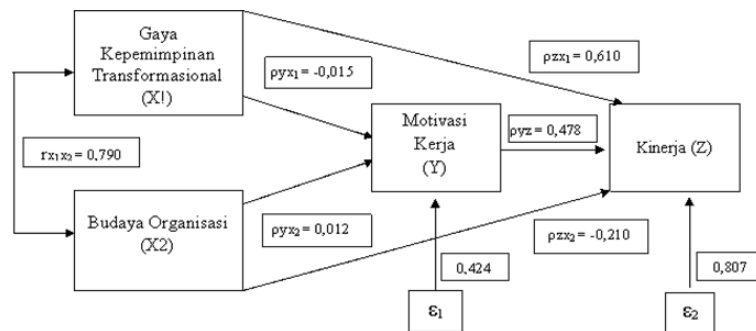 Gaya
Kepemimpinan
Transformasional
(X!)
ρyx₁ = -0,015
ρzx₁ = 0,610
rx₁x₂ = 0,790
Motivasi
Kerja
(Y)
ρyz = 0,478
Kinerja (Z)
Budaya Organisasi
(X2)
ρyx₂ = 0,012
ρzx₂ = -0,210
0,424
0,807
ε₁
ε₂